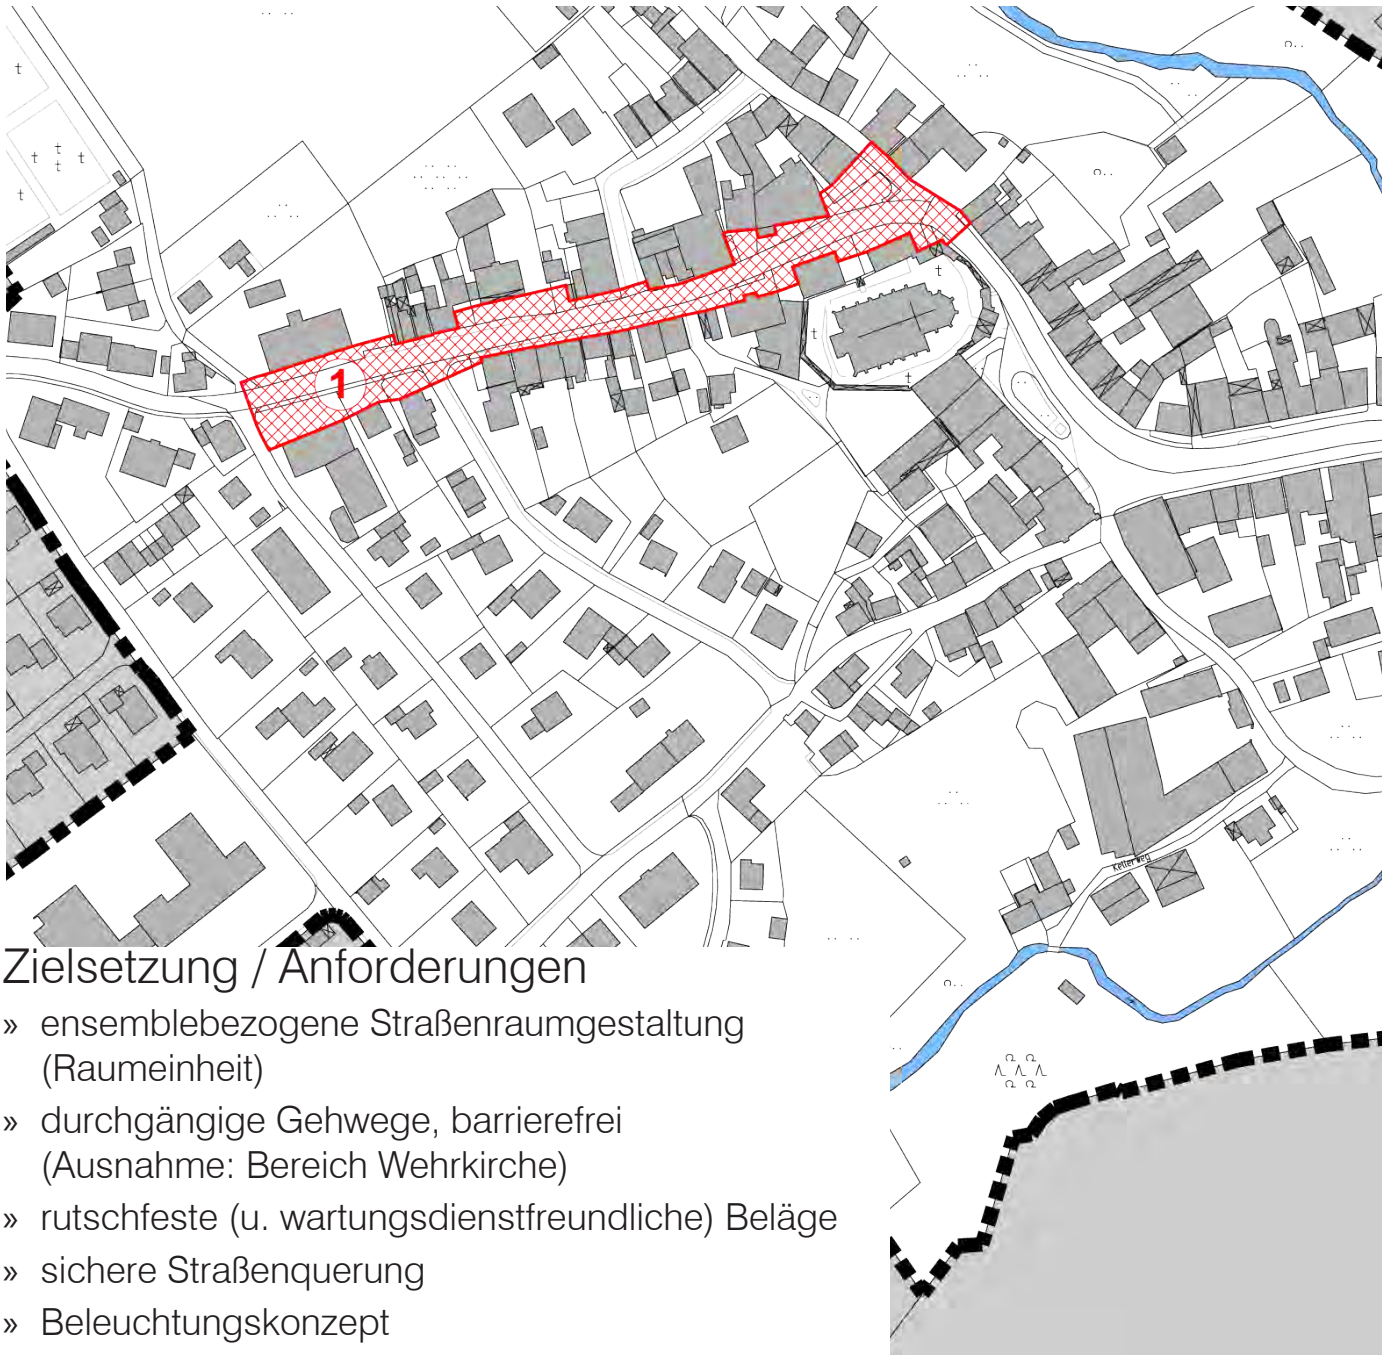 1
Kellerweg
Zielsetzung / Anforderungen
» ensemblebezogene Straßenraumgestaltung
(Raumeinheit)
» durchgängige Gehwege, barrierefrei
(Ausnahme: Bereich Wehrkirche)
» rutschfeste (u. wartungsdienstfreundliche) Beläge
» sichere Straßenquerung
» Beleuchtungskonzept